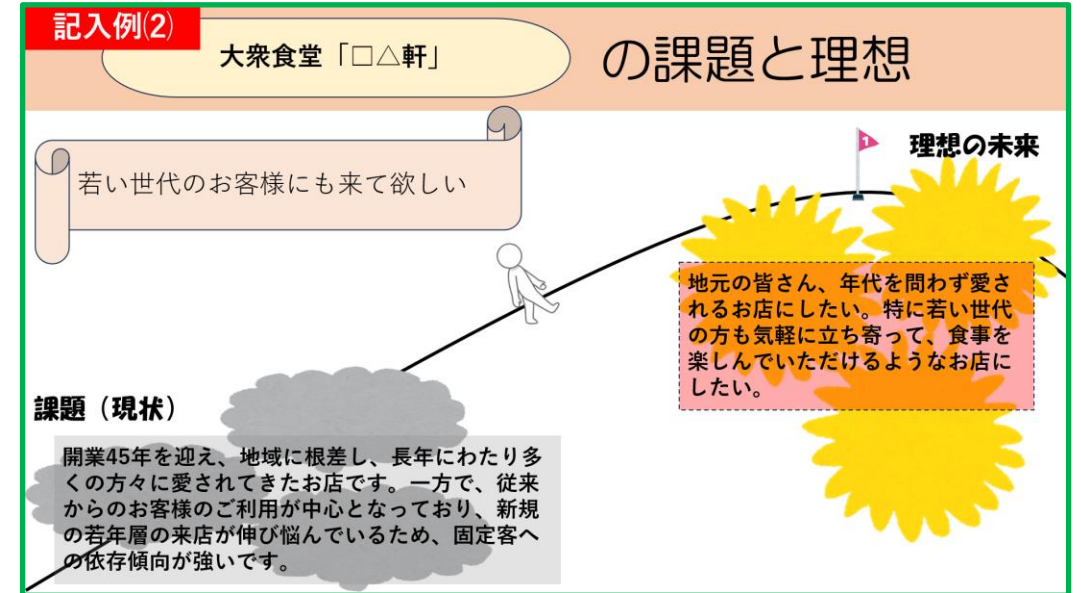 記入例⑵
大衆食堂「□△軒」
の課題と理想
若い世代のお客様にも来て欲しい
1
理想の未来
地元の皆さん、年代を問わず愛さ
れるお店にしたい。特に若い世代
の方も気軽に立ち寄って、食事を
楽しんでいただけるようなお店に
したい。
課題（現状）
開業45年を迎え、地域に根差し、長年にわたり多
くの方々に愛されてきたお店です。一方で、従来
からのお客様のご利用が中心となっており、新規
の若年層の来店が伸び悩んでいるため、固定客へ
の依存傾向が強いです。